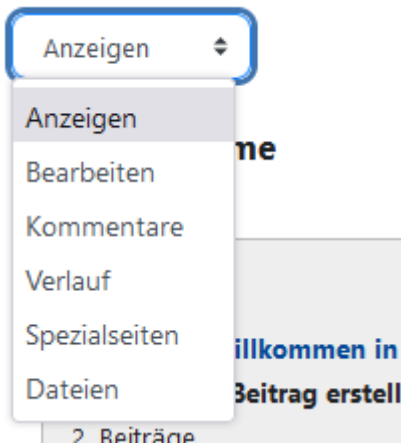 Anzeigen
Anzeigen
me
Bearbeiten
Kommentare
Verlauf
Spezialseiten
illkommen in
Dateien
Beitrag erstell
2. Beiträge